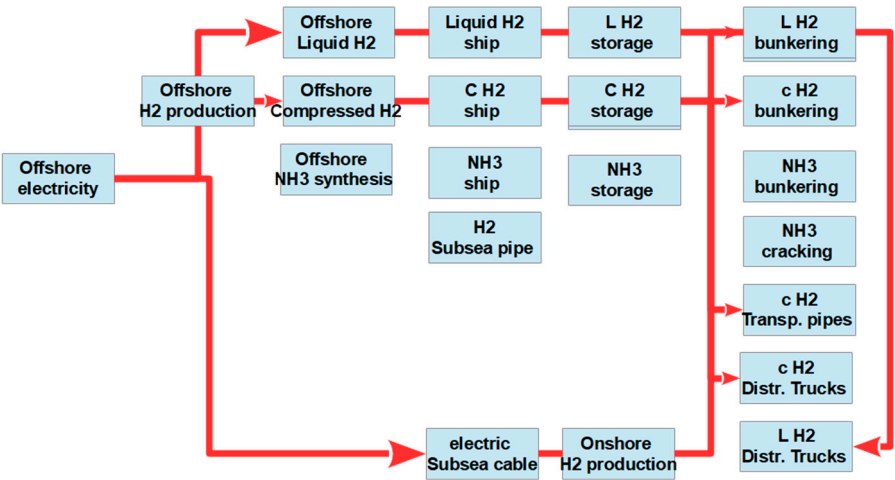 Offshore
Liquid H2
Liquid H2
ship
L H2
storage
L H2
bunkering
Offshore
H2 production
Offshore
Compressed H2
C H2
ship
C H2
storage
c H2
bunkering
Offshore
electricity
Offshore
NH3 synthesis
NH3
ship
NH3
storage
NH3
bunkering
H2
Subsea pipe
NH3
cracking
c H2
Transp. pipes
c H2
Distr. Trucks
electric
Subsea cable
Onshore
H2 production
L H2
Distr. Trucks